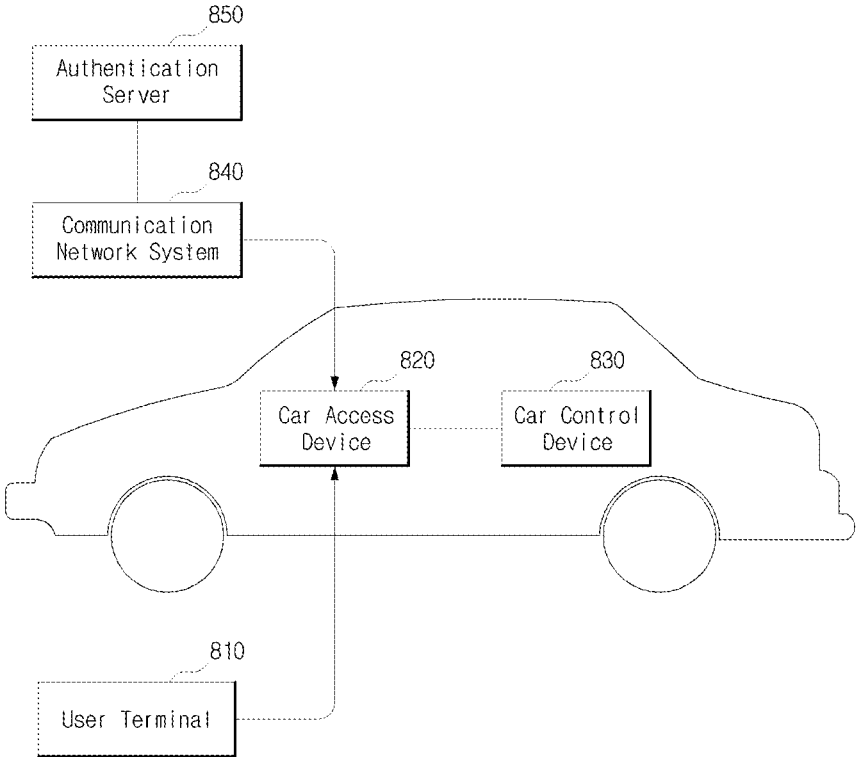 850
Authentication
Server
840
Communication
Network System
820
Car Access
Device
830
Car Control
Device
810
User Terminal